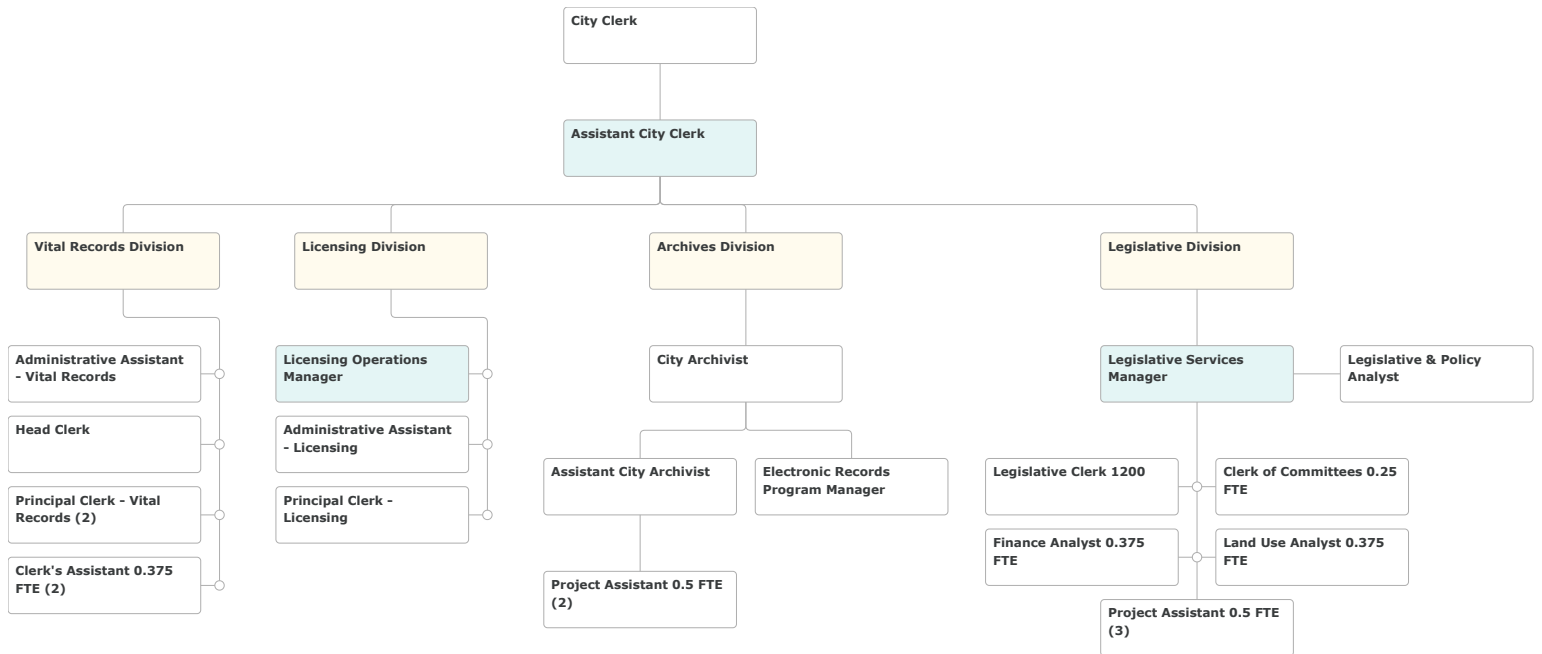 City Clerk
Assistant City Clerk
Vital Records Division
Licensing Division
Archives Division
Legislative Division
Administrative Assistant
- Vital Records
Licensing Operations
Manager
City Archivist
Legislative Services
Manager
Legislative & Policy
Analyst
Head Clerk
Administrative Assistant
- Licensing
Assistant City Archivist
Electronic Records
Program Manager
Legislative Clerk 1200
Clerk of Committees 0.25
FTE
Principal Clerk - Vital
Records (2)
Principal Clerk -
Licensing
Finance Analyst 0.375
FTE
Land Use Analyst 0.375
FTE
Clerk's Assistant 0.375
FTE (2)
Project Assistant 0.5 FTE
(2)
Project Assistant 0.5 FTE
(3)